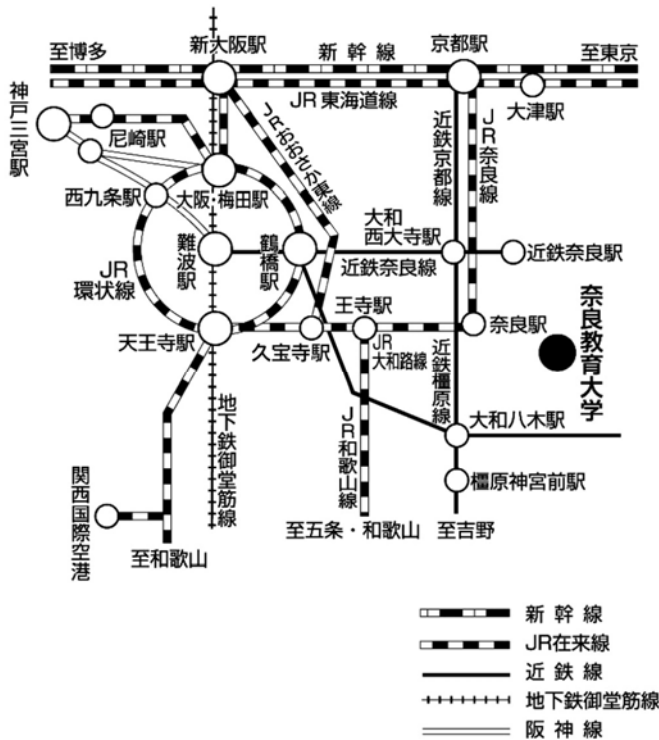 至博多
新大阪駅
新幹線
京都駅
至東京
JR東海道線
大津駅
神戸三宮駅
尼崎駅
JRおおさか東線
近鉄京都線
JR奈良線
西九条駅
大阪・梅田駅
大和
西大寺駅
難波駅
鶴橋駅
近鉄奈良線
近鉄奈良駅
JR
環状線
王寺駅
奈良駅
奈良教育大学
天王寺駅
久宝寺駅
JR
大和路線
近鉄橿原線
地下鉄御堂筋線
JR和歌山線
大和八木駅
橿原神宮前駅
関西国際空港
至和歌山
至五条・和歌山
至吉野
新幹線
JR在来線
近鉄線
地下鉄御堂筋線
阪神線